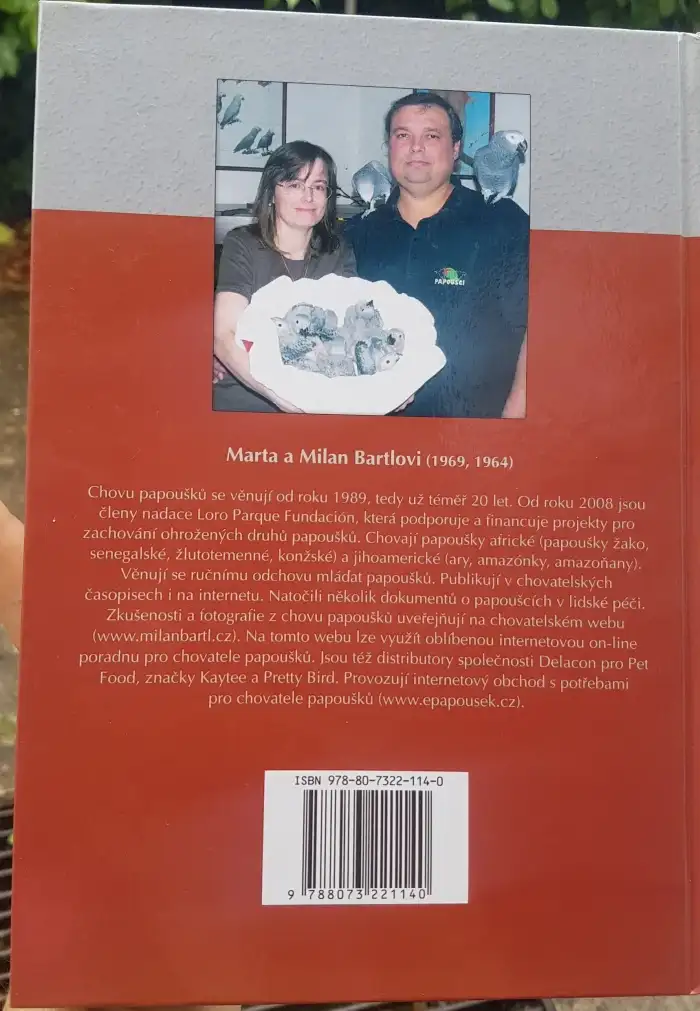 PAPOUŠCI
Marta a Milan Bartlovi (1969, 1964)
Chovu papoušků se věnují od roku 1989, tedy už téměř 20 let. Od roku 2008 jsou
členy nadace Loro Parque Fundación, která podporuje a financuje projekty pro
zachování ohrožených druhů papoušků. Chovají papoušky africké (papoušky žako,
senegalské, žlutotemenné, konžské) a jihoamerické (ary, amazónky, amazoňany).
Věnují se ručnímu odchovu mláďat papoušků. Publikují v chovatelských
časopisech i na internetu. Natočili několik dokumentů o papoušcích v lidské péči.
Zkušenosti a fotografie z chovu papoušků uveřejňují na chovatelském webu
(www.milanbartl.cz). Na tomto webu lze využít oblíbenou internetovou on-line
poradnu pro chovatele papoušků. Jsou též distributory společnosti Delacon pro Pet
Food, značky Kaytee a Pretty Bird. Provozují internetový obchod s potřebami
pro chovatele papoušků (www.epapousek.cz).
ISBN 978-80-7322-114-0
9 788073 221140